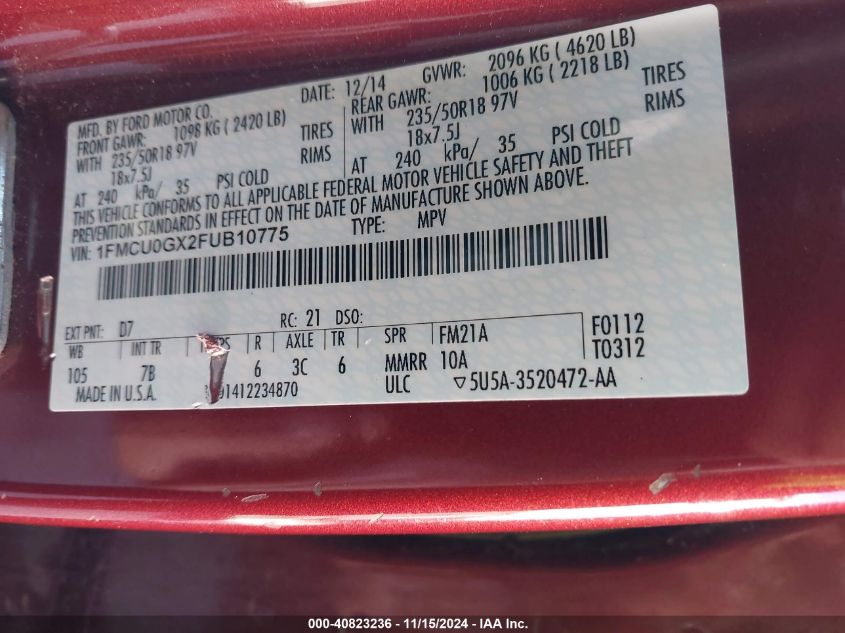 MFD. BY FORD MOTOR CO.
DATE: 12/14
GVWR: 2096 KG ( 4620 LB)
FRONT GAWR: 1098 KG ( 2420 LB)
WITH 235/50R18 97V TIRES
18x7.5J RIMS
AT 240 kPa/ 35 PSI COLD
REAR GAWR: 1006 KG ( 2218 LB)
WITH 235/50R18 97V TIRES
18x7.5J RIMS
AT 240 kPa/ 35 PSI COLD
THIS VEHICLE CONFORMS TO ALL APPLICABLE FEDERAL MOTOR VEHICLE SAFETY AND THEFT
PREVENTION STANDARDS IN EFFECT ON THE DATE OF MANUFACTURE SHOWN ABOVE.
VIN: 1FMCU0GX2FUB10775
TYPE: MPV
EXT PNT: D7 RC: 21 DSO:
WB INT TR R AXLE TR SPR FM21A F0112
105 7B 6 3C 6 MMRR 10A T0312
MADE IN U.S.A. 01412234870 ULC ▽5U5A-3520472-AA
000-40823236 - 11/15/2024 - IAA Inc.